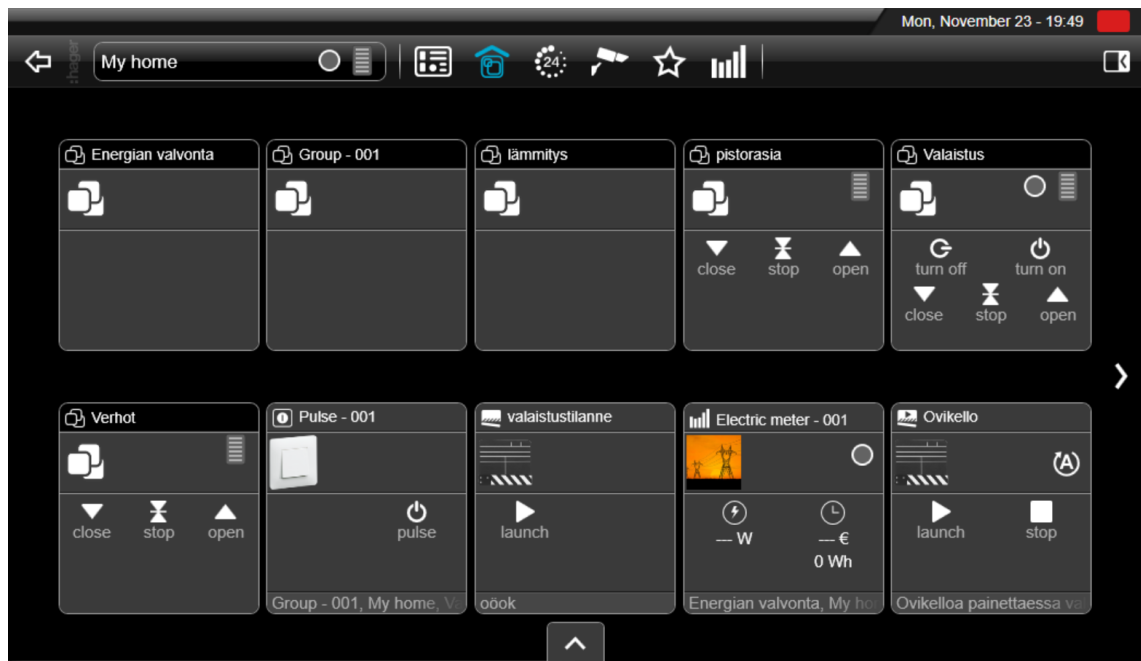 Mon, November 23 - 19:49
:hager
My home
24
Energian valvonta
Group - 001
lämmitys
pistorasia
Valaistus
close stop open
turn off turn on
close stop open
Verhot
Pulse - 001
valaistustilanne
Electric meter - 001
Ovikello
A
close stop open
pulse
launch
--- W
--- €
0 Wh
launch stop
Group - 001, My home, V
oöok
Energian valvonta, My ho
Ovikelloa painettaessa va